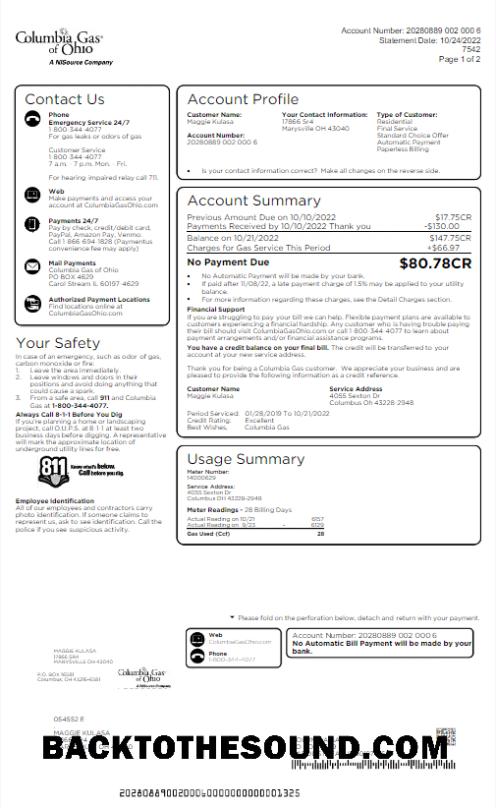 Columbia Gas
of Ohio
A NiSource Company
Account Number: 20280889 002 000 6
Statement Date: 10/24/2022
7542
Page 1 of 2
Contact Us
Phone
Emergency Service 24/7
1 800 344 4077
For gas leaks or odors of gas
Customer Service
1 800 344 4077
7 a.m. - 7 p.m. Mon. - Fri.
For hearing impaired relay call 711.
Web
Make payments and access your
account at ColumbiaGasOhio.com
Payments 24/7
Pay by check, credit/debit card,
PayPal, Amazon Pay, Venmo.
Call 1 866 694 1828 (Paymentus
convenience fee may apply)
Mail Payments
Columbia Gas of Ohio
PO BOX 4629
Carol Stream IL 60197 4629
Authorized Payment Locations
Find locations at
ColumbiaGasOhio.com
Your Safety
In case of an emergency, such as odor of gas,
carbon monoxide or fire:
1. Leave the area immediately.
2. Leave windows and doors in their
positions and avoid doing anything that
could cause a spark.
3. From a safe area, call 911 and Columbia
Gas at 1-800-344-4077.
Always Call 8-1-1 Before You Dig
If you're planning a home or landscaping
project, call O.U.P.S. at 8 1 1 at least two
business days before digging. A representative
will mark the approximate location of
underground utility lines for free.
811
Know what's below.
Call before you dig.
Employee Identification
All of our employees and contractors carry
photo identification. If someone claims to
represent us, ask to see identification. Call the
police if you see suspicious activity.
Account Profile
Customer Name:
Maggie Kulasa
Account Number:
20280889 002 000 6
Your Contact Information:
17866 Sr4
Marysville OH 43040
Type of Customer:
Residential
Final Service
Standard Choice Offer
Automatic Payment
Paperless Billing
• Is your contact information correct? Make all changes on the reverse side.
Account Summary
Previous Amount Due on 10/10/2022 $17.75CR
Payments Received by 10/10/2022 Thank you -$130.00
Balance on 10/21/2022 $147.75CR
Charges for Gas Service This Period +$66.97
No Payment Due $80.78CR
• No Automatic Payment will be made by your bank.
• If paid after 11/08/22, a late payment charge of 1.5% may be applied to your utility
balance.
• For more information regarding these charges, see the Detail Charges section.
Financial Support
If you are struggling to pay your bill we can help. Flexible payment plans are available to
customers experiencing a financial hardship. Any customer who is having trouble paying
their bill should visit ColumbiaGasOhio.com or call 1 800 344 4077 to learn about
payment arrangements and/or financial assistance programs.
You have a credit balance on your final bill. The credit will be transferred to your
account at your new service address.
Thank you for being a Columbia Gas customer. We appreciate your business and are
pleased to provide the following information as a credit reference.
Customer Name
Maggie Kulasa
Service Address
4055 Sexton Dr
Columbus Oh 43228-2948
Period Serviced: 01/28/2019 To 10/21/2022
Credit Rating: Excellent
Best Wishes, Columbia Gas
Usage Summary
Meter Number:
14000829
Service Address:
4055 Sexton Dr
Columbus OH 43228-2948
Meter Readings - 28 Billing Days
Actual Reading on 10/21 6157
Actual Reading on 9/23 - 6129
Gas Used (Ccf) 28
▼ Please fold on the perforation below, detach and return with your payment.
Web
ColumbiaGasOhio.com
Phone
1-800-344-4077
Account Number: 20280889 002 000 6
No Automatic Bill Payment will be made by your
bank.
MAGGIE KULASA
17866 SR4
MARYSVILLE OH 43040
P.O. BOX 16581
Columbus, OH 43216-6581
Columbia Gas
of Ohio
A NiSource Company
054552 E
MAGGIE KULASA
BACKTOTHESOUND.COM
20280889002000600000000000001325